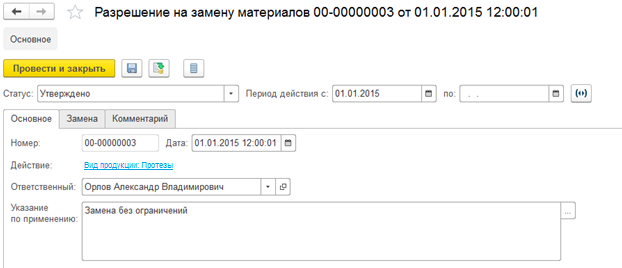 Разрешение на замену материалов 00-00000003 от 01.01.2015 12:00:01
Основное
Провести и закрыть
Статус: Утверждено Период действия с: 01.01.2015 по: . .
Основное Замена Комментарий
Номер: 00-00000003 Дата: 01.01.2015 12:00:01
Действие: Вид продукции: Протезы
Ответственный: Орлов Александр Владимирович
Указание Замена без ограничений ...
по применению: